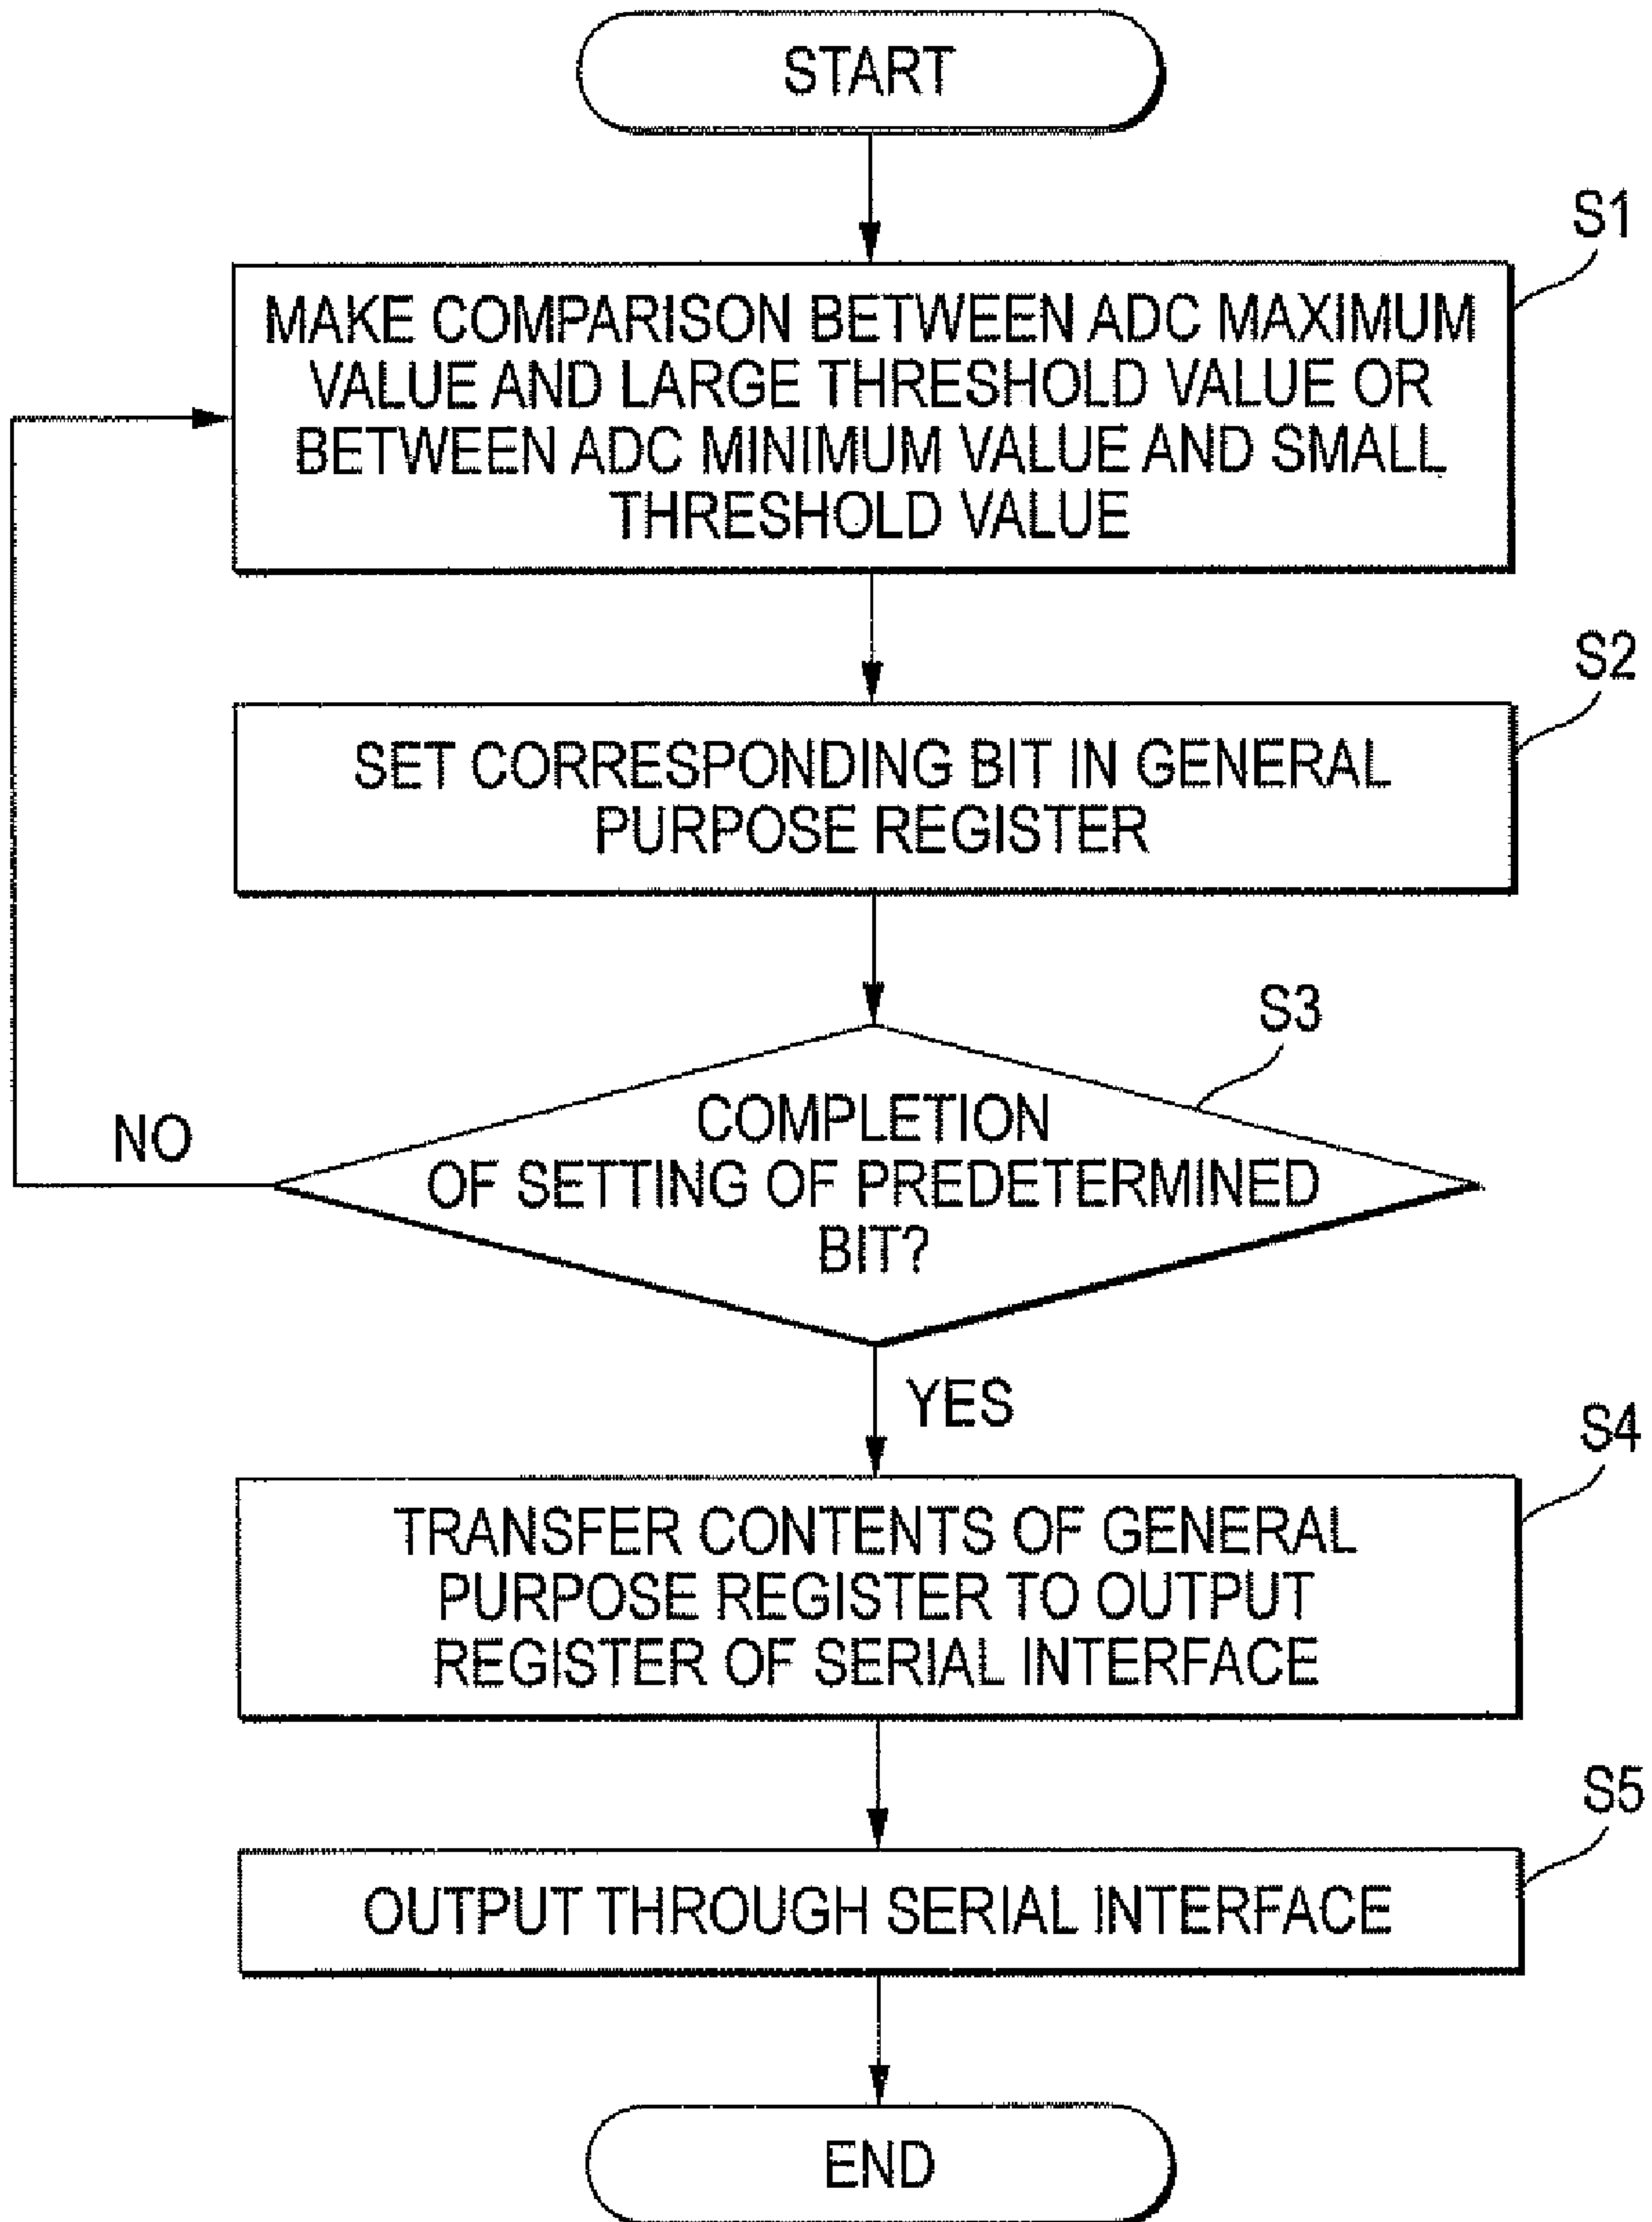 START
S1
MAKE COMPARISON BETWEEN ADC MAXIMUM
VALUE AND LARGE THRESHOLD VALUE OR
BETWEEN ADC MINIMUM VALUE AND SMALL
THRESHOLD VALUE
S2
SET CORRESPONDING BIT IN GENERAL
PURPOSE REGISTER
S3
COMPLETION
OF SETTING OF PREDETERMINED
BIT?
NO
YES
S4
TRANSFER CONTENTS OF GENERAL
PURPOSE REGISTER TO OUTPUT
REGISTER OF SERIAL INTERFACE
S5
OUTPUT THROUGH SERIAL INTERFACE
END